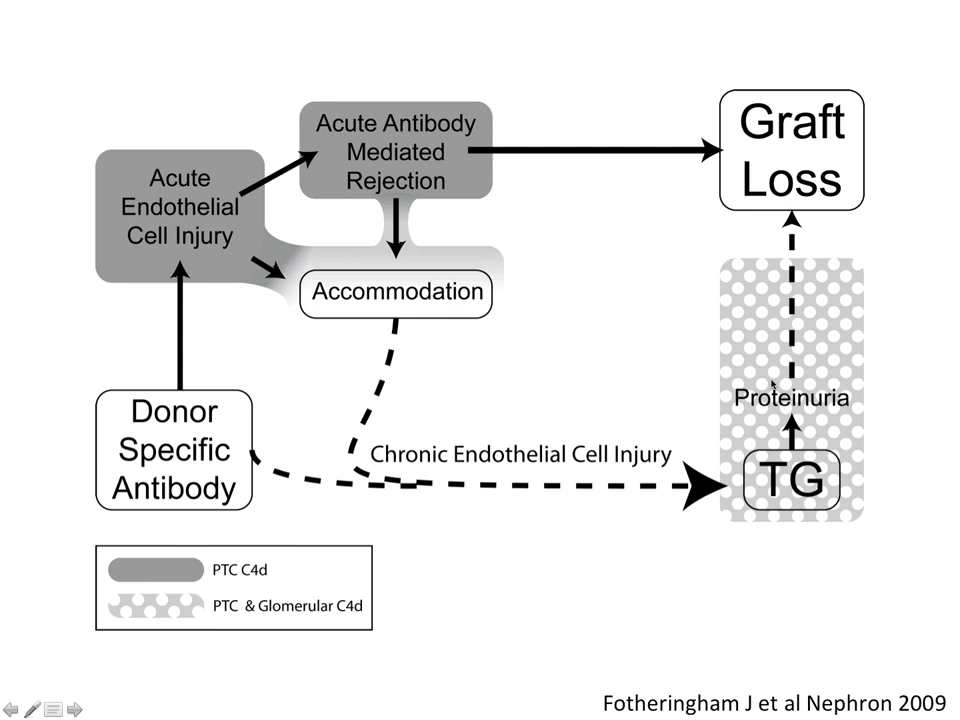 Acute Antibody
Mediated
Rejection
Graft
Loss
Acute
Endothelial
Cell Injury
Accommodation
Donor
Specific
Antibody
Chronic Endothelial Cell Injury
Proteinuria
TG
PTC C4d
PTC & Glomerular C4d
Fotheringham J et al Nephron 2009